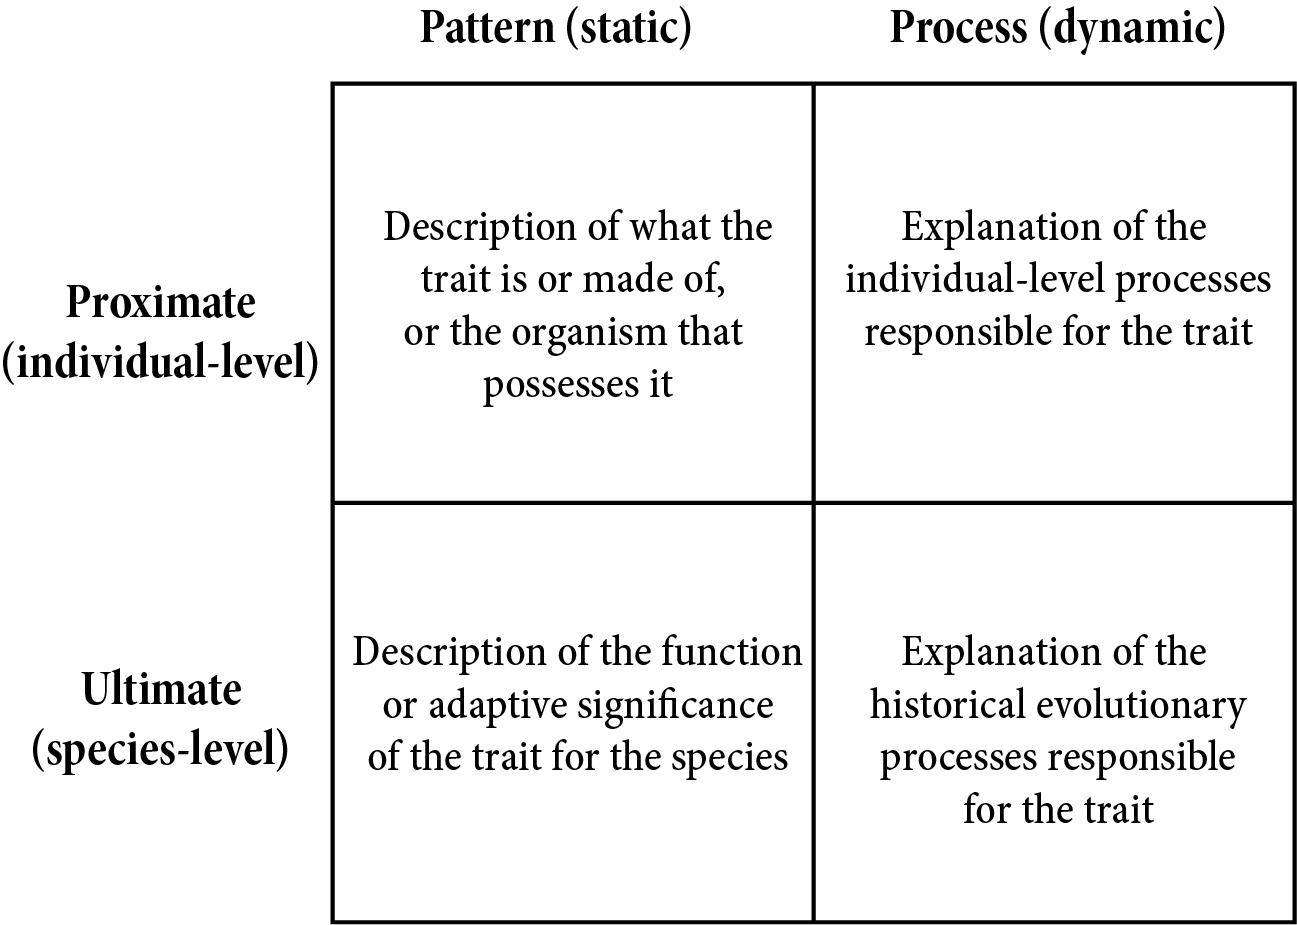 Pattern (static)
Process (dynamic)
Proximate
(individual-level)
Description of what the
trait is or made of,
or the organism that
possesses it
Explanation of the
individual-level processes
responsible for the trait
Ultimate
(species-level)
Description of the function
or adaptive significance
of the trait for the species
Explanation of the
historical evolutionary
processes responsible
for the trait